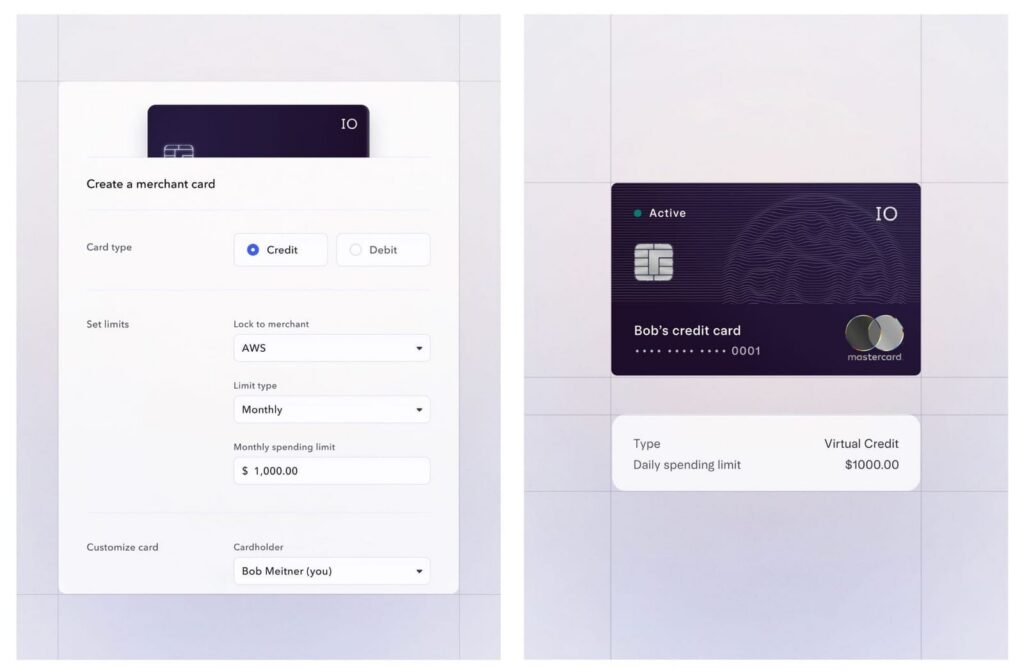 IO
Create a merchant card
Card type
Credit
Debit
Set limits
Lock to merchant
AWS
Limit type
Monthly
Monthly spending limit
$ 1,000.00
Customize card
Cardholder
Bob Meitner (you)
Active
IO
Bob's credit card
•••• •••• •••• 0001
mastercard
Type Virtual Credit
Daily spending limit $1000.00